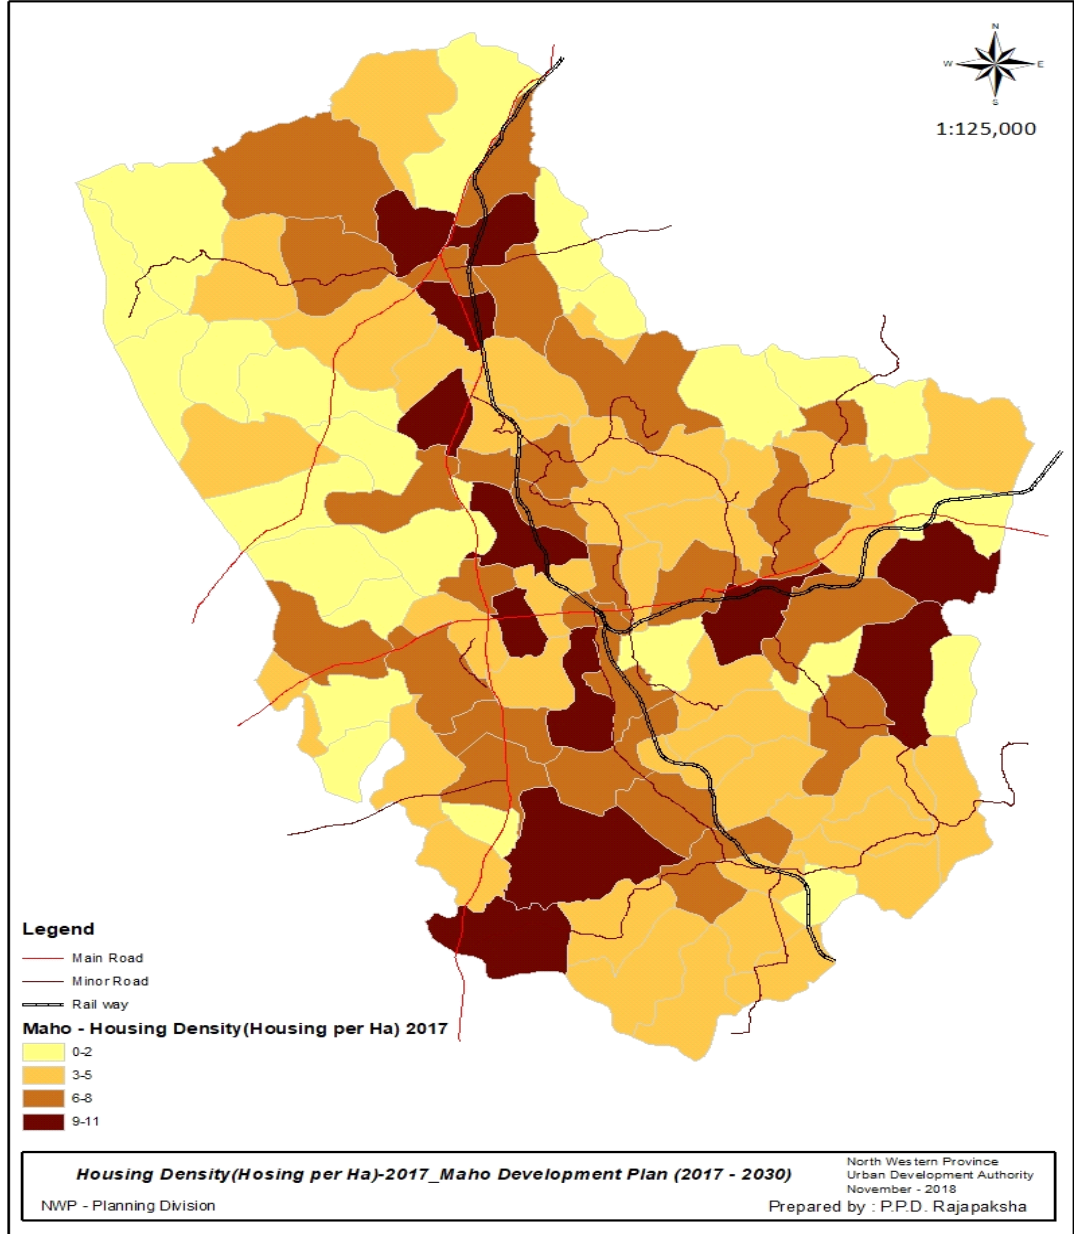 N
W E
S
1:125,000
Legend
Main Road
Minor Road
Rail way
Maho - Housing Density(Housing per Ha) 2017
0-2
3-5
6-8
9-11
Housing Density(Hosing per Ha)-2017_Maho Development Plan (2017 - 2030)
NWP - Planning Division
North Western Province
Urban Development Authority
November - 2018
Prepared by : P.P.D. Rajapaksha